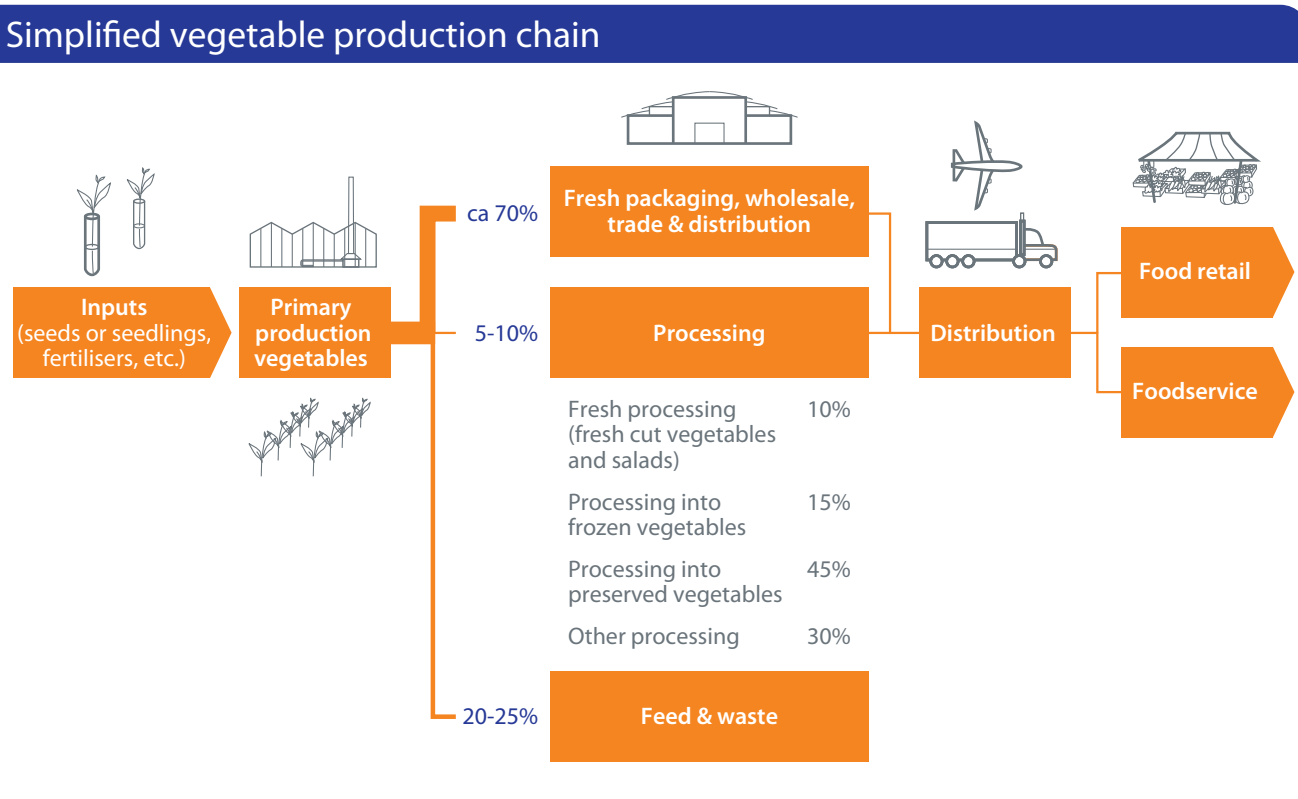 Simplified vegetable production chain
Inputs
(seeds or seedlings,
fertilisers, etc.)
Primary
production
vegetables
ca 70%
Fresh packaging, wholesale,
trade & distribution
5-10%
Processing
Fresh processing 10%
(fresh cut vegetables
and salads)
Processing into 15%
frozen vegetables
Processing into 45%
preserved vegetables
Other processing 30%
20-25%
Feed & waste
Distribution
Food retail
Foodservice